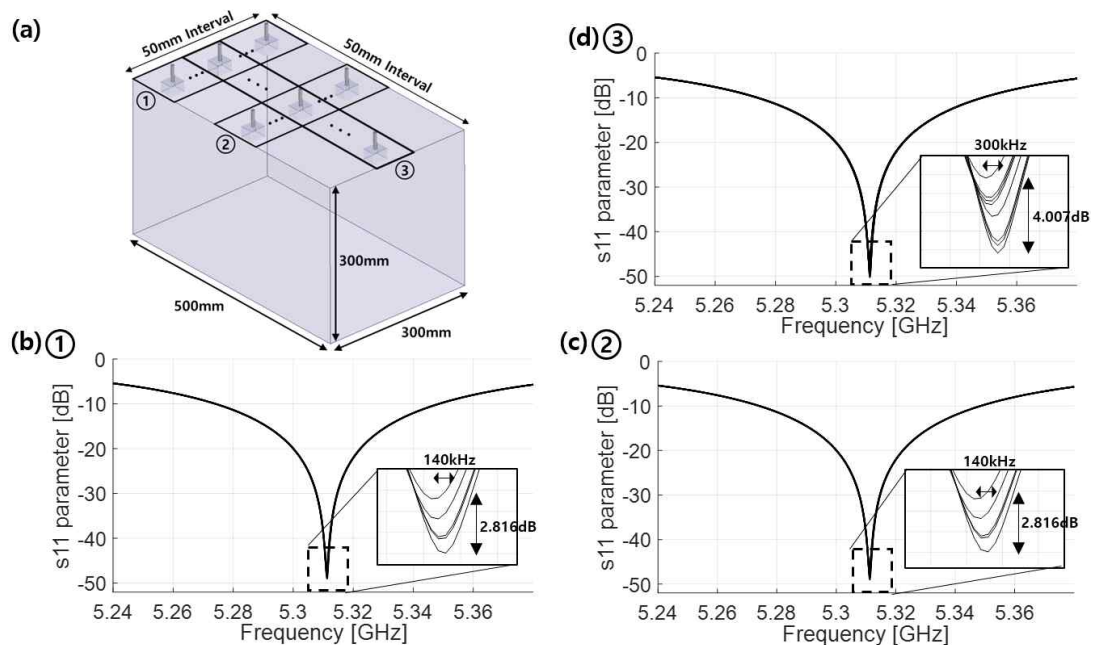 (a)
50mm Interval
50mm Interval
①
②
③
300mm
500mm
300mm
(d) ③
s11 parameter [dB]
0
-10
-20
-30
-40
-50
300kHz
4.007dB
5.24 5.26 5.28 5.30 5.32 5.34 5.36
Frequency [GHz]
(b) ①
s11 parameter [dB]
0
-10
-20
-30
-40
-50
140kHz
2.816dB
5.24 5.26 5.28 5.30 5.32 5.34 5.36
Frequency [GHz]
(c) ②
s11 parameter [dB]
0
-10
-20
-30
-40
-50
140kHz
2.816dB
5.24 5.26 5.28 5.30 5.32 5.34 5.36
Frequency [GHz]